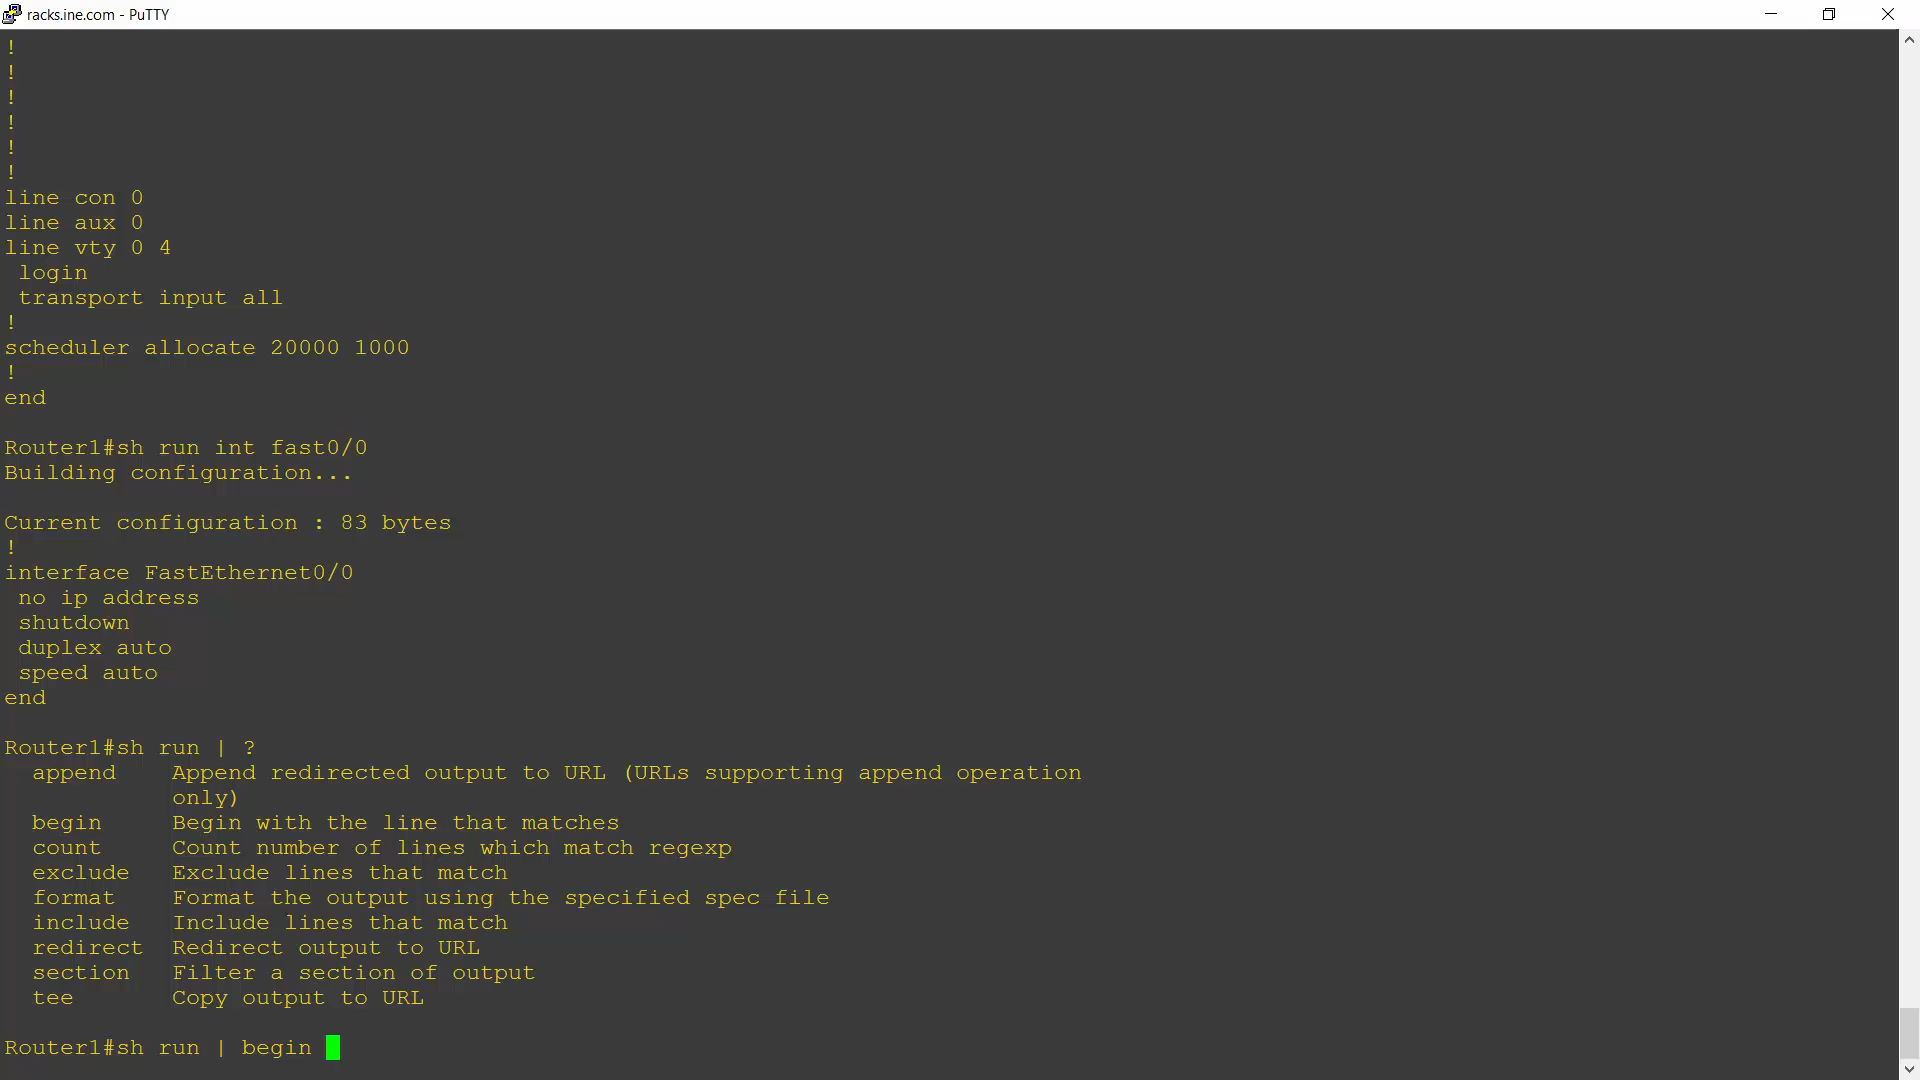 racks.ine.com - PuTTY
!
!
!
!
!
!
line con 0
line aux 0
line vty 0 4
 login
 transport input all
!
scheduler allocate 20000 1000
!
end

Router1#sh run int fast0/0
Building configuration...

Current configuration : 83 bytes
!
interface FastEthernet0/0
 no ip address
 shutdown
 duplex auto
 speed auto
end

Router1#sh run | ?
  append    Append redirected output to URL (URLs supporting append operation
            only)
  begin     Begin with the line that matches
  count     Count number of lines which match regexp
  exclude   Exclude lines that match
  format    Format the output using the specified spec file
  include   Include lines that match
  redirect  Redirect output to URL
  section   Filter a section of output
  tee       Copy output to URL

Router1#sh run | begin